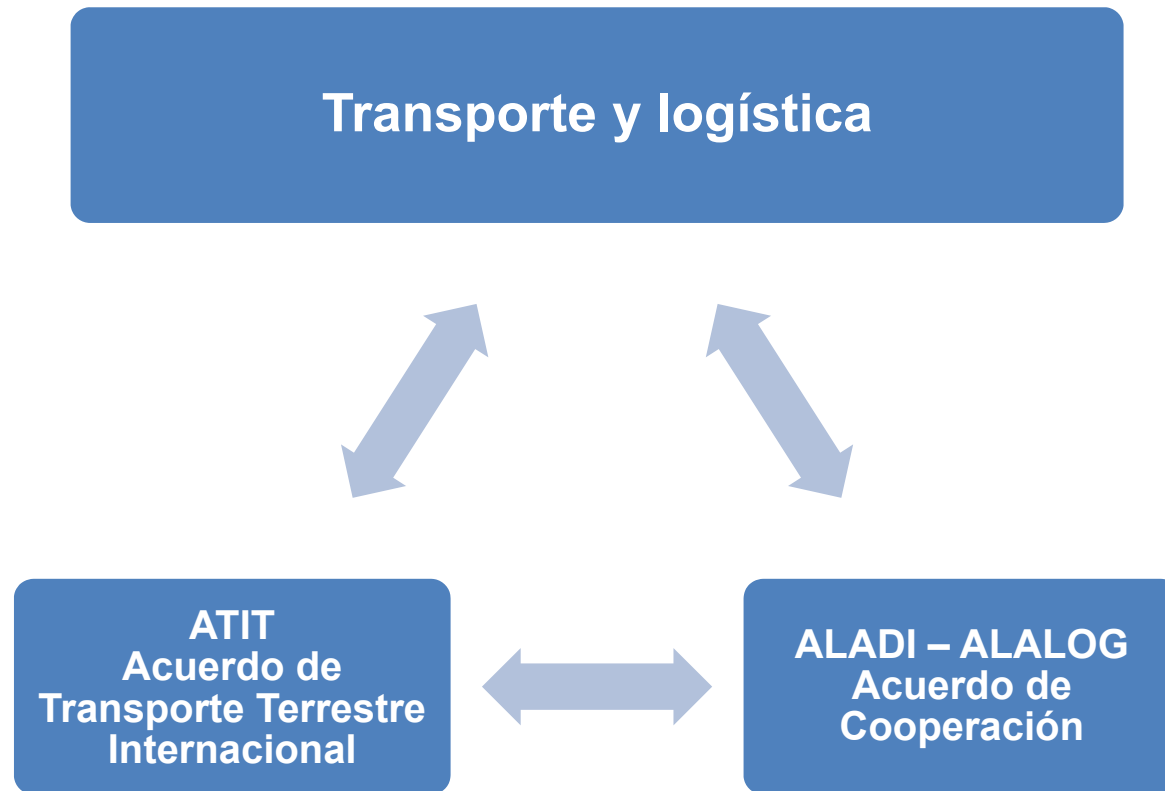 Transporte y logística
ATIT
Acuerdo de
Transporte Terrestre
Internacional
ALADI – ALALOG
Acuerdo de
Cooperación